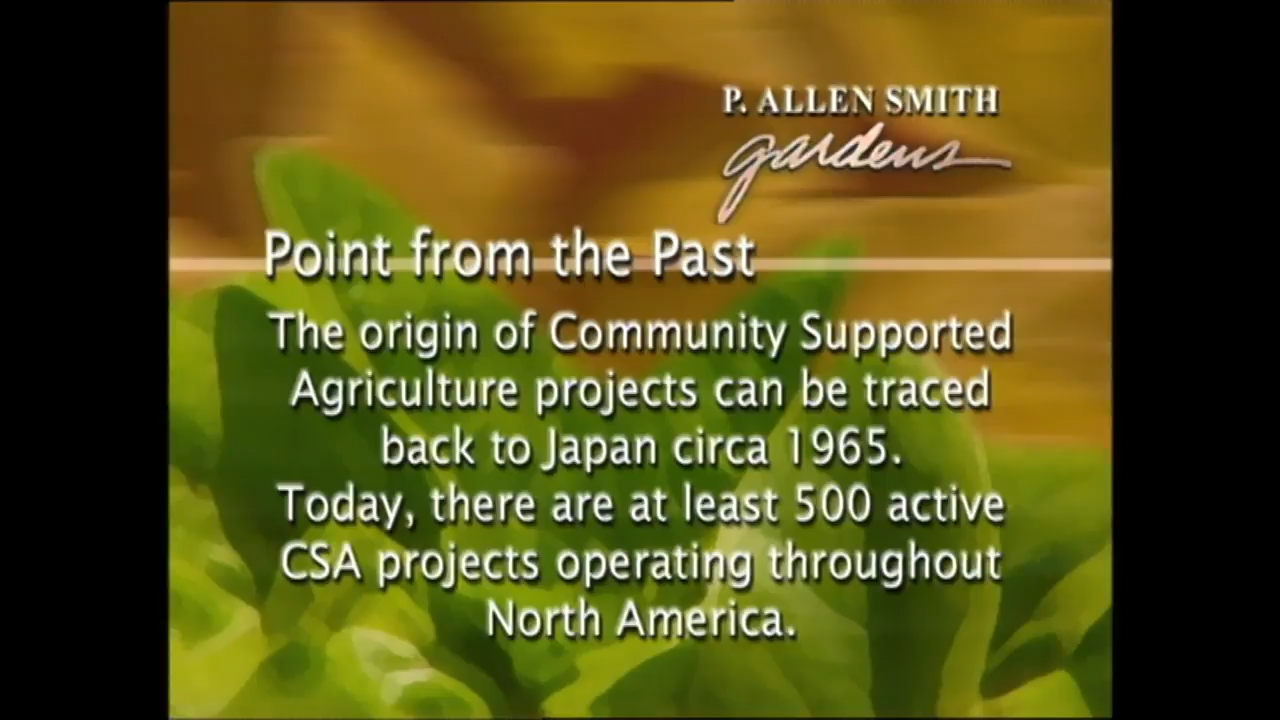 P. ALLEN SMITH
gardens
Point from the Past
The origin of Community Supported
Agriculture projects can be traced
back to Japan circa 1965.
Today, there are at least 500 active
CSA projects operating throughout
North America.